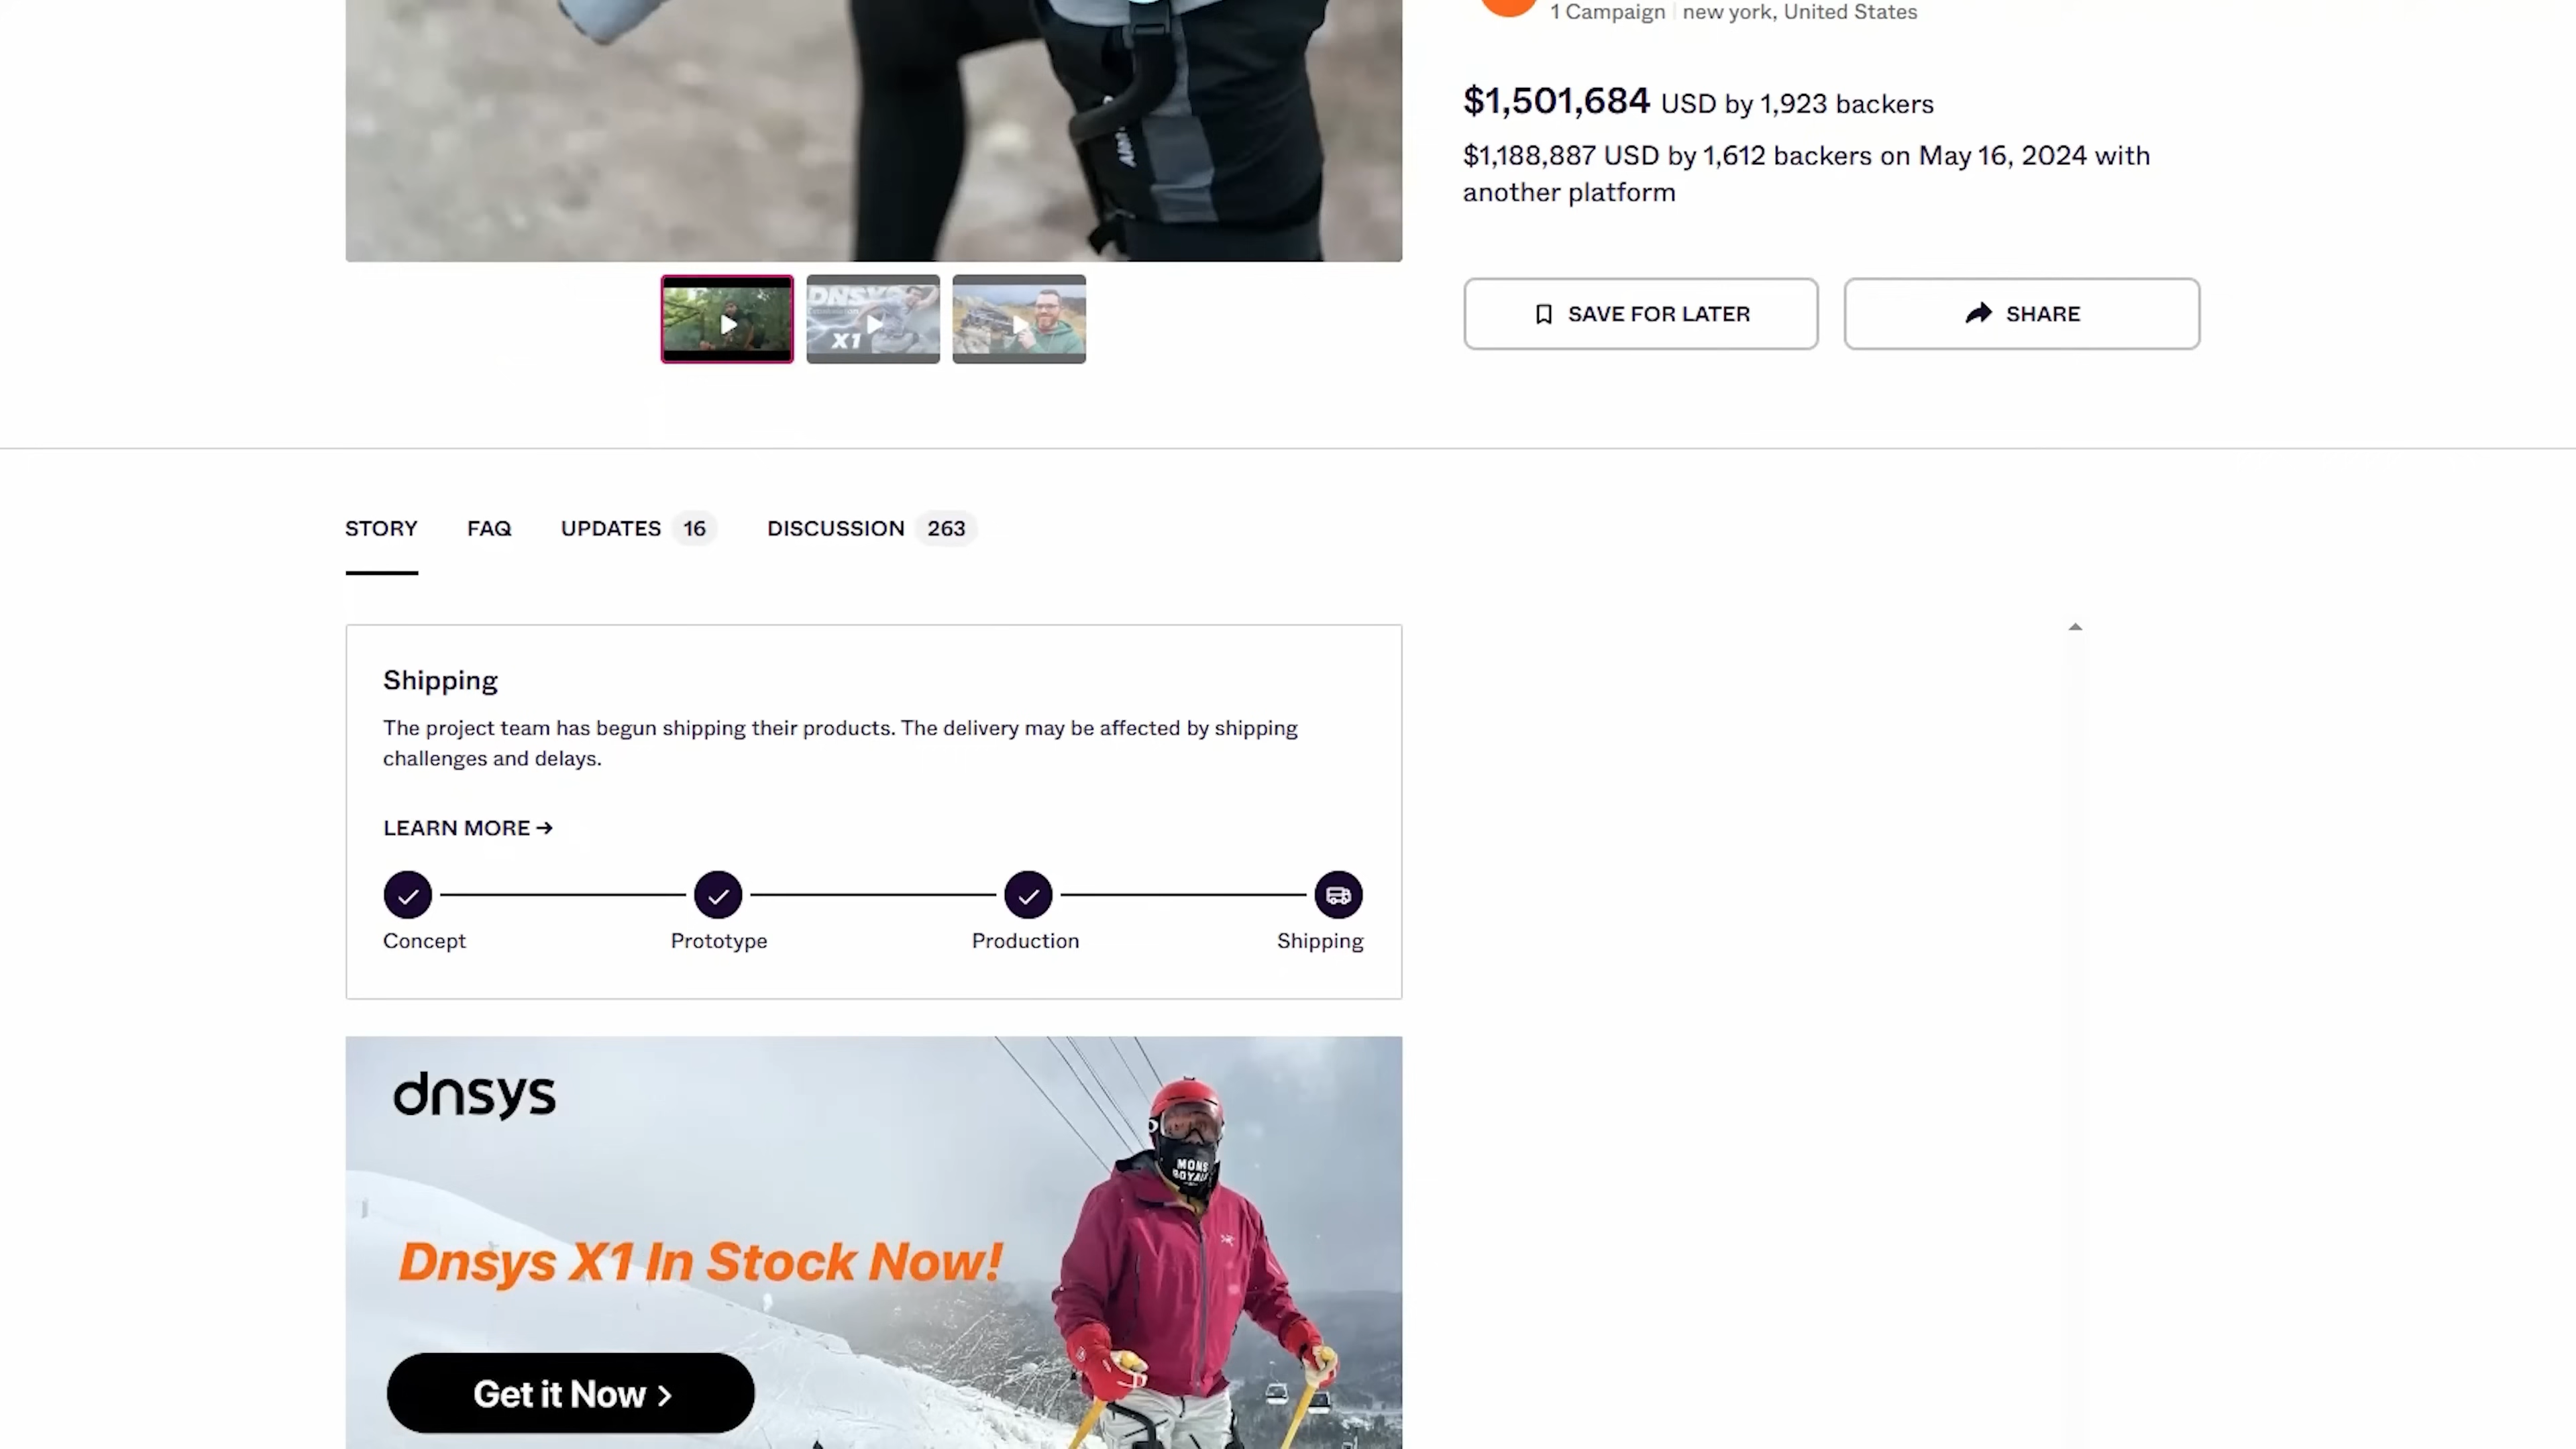 1 Campaign | new york, United States
$1,501,684 USD by 1,923 backers
$1,188,887 USD by 1,612 backers on May 16, 2024 with
another platform
DNSYS
X1
SAVE FOR LATER
SHARE
STORY
FAQ
UPDATES 16
DISCUSSION 263
Shipping
The project team has begun shipping their products. The delivery may be affected by shipping
challenges and delays.
LEARN MORE →
Concept
Prototype
Production
Shipping
dnsys
MONS
ROYALE
Dnsys X1 In Stock Now!
Get it Now >